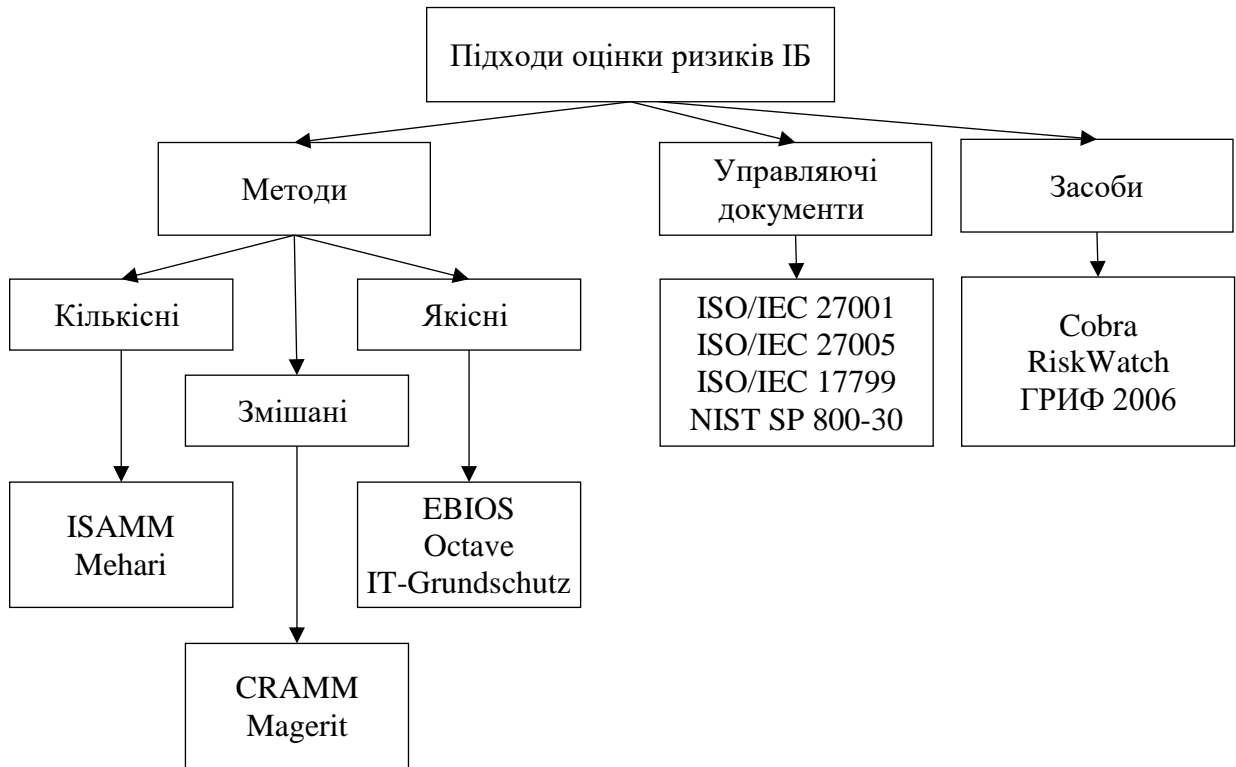 Підходи оцінки ризиків ІБ
Методи
Управляючі
документи
Засоби
Кількісні
Якісні
Змішані
ISO/IEC 27001
ISO/IEC 27005
ISO/IEC 17799
NIST SP 800-30
Cobra
RiskWatch
ГРИФ 2006
ISAMM
Mehari
EBIOS
Octave
IT-Grundschutz
CRAMM
Magerit